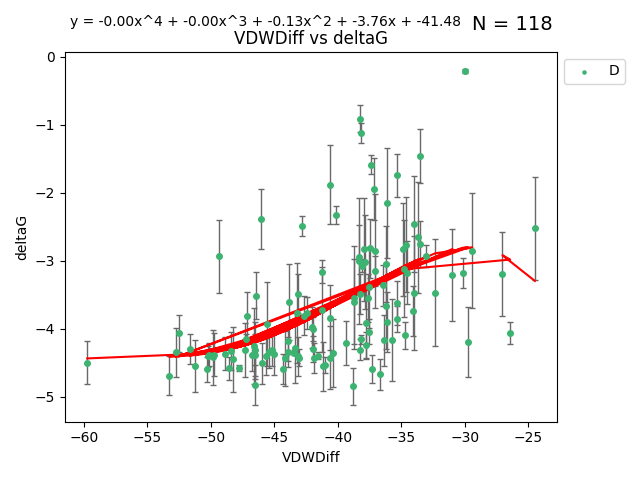 y = -0.00x^4 + -0.00x^3 + -0.13x^2 + -3.76x + -41.48 N = 118
VDWDiff vs deltaG
D
deltaG
0
−1
−2
−3
−4
−5
−60 −55 −50 −45 −40 −35 −30 −25
VDWDiff